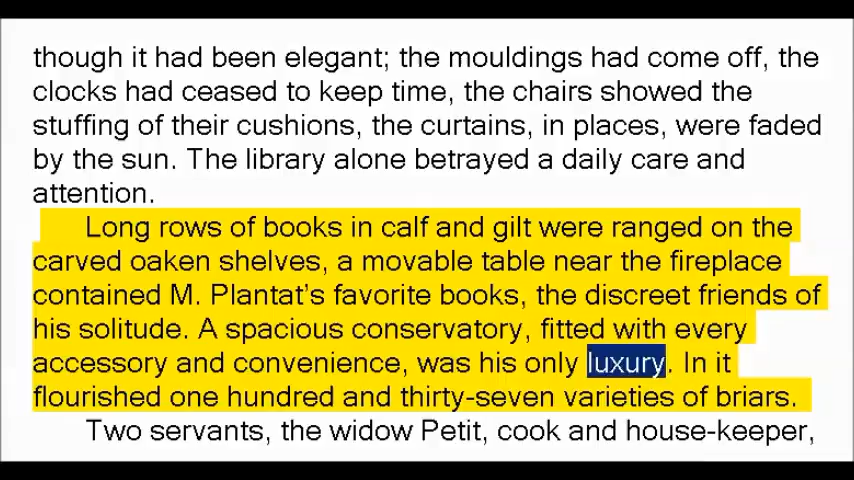 though it had been elegant; the mouldings had come off, the
clocks had ceased to keep time, the chairs showed the
stuffing of their cushions, the curtains, in places, were faded
by the sun. The library alone betrayed a daily care and
attention.
Long rows of books in calf and gilt were ranged on the
carved oaken shelves, a movable table near the fireplace
contained M. Plantat's favorite books, the discreet friends of
his solitude. A spacious conservatory, fitted with every
accessory and convenience, was his only luxury. In it
flourished one hundred and thirty-seven varieties of briars.
Two servants, the widow Petit, cook and house-keeper,